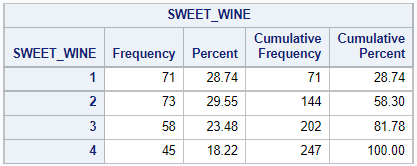 SWEET_WINE
SWEET_WINE Frequency Percent Cumulative Frequency Cumulative Percent
1 71 28.74 71 28.74
2 73 29.55 144 58.30
3 58 23.48 202 81.78
4 45 18.22 247 100.00